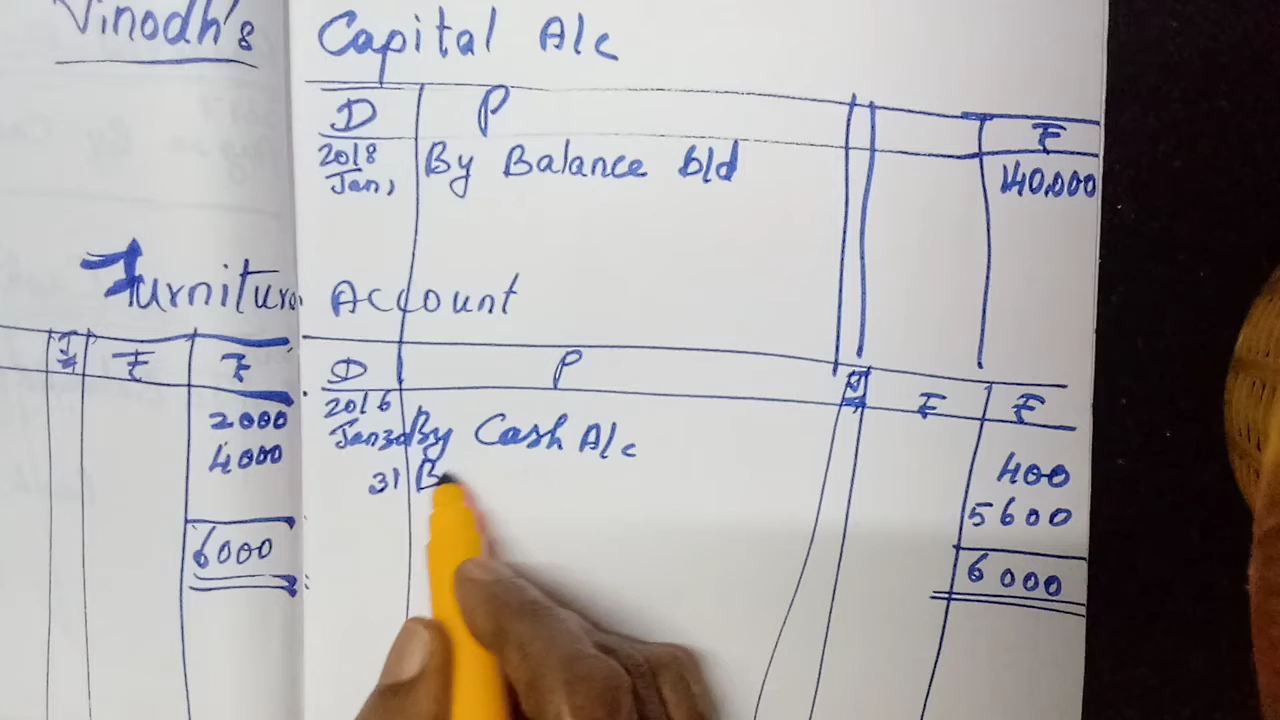 Vinodh's Capital A/c
D P ₹
2018
Jan, By Balance b/d 140,000
Furniture Account
₹ ₹ D P ₹ ₹
2000 2016
4000 Jan 30 By Cash A/c 400
31 B 5600
6000 6000